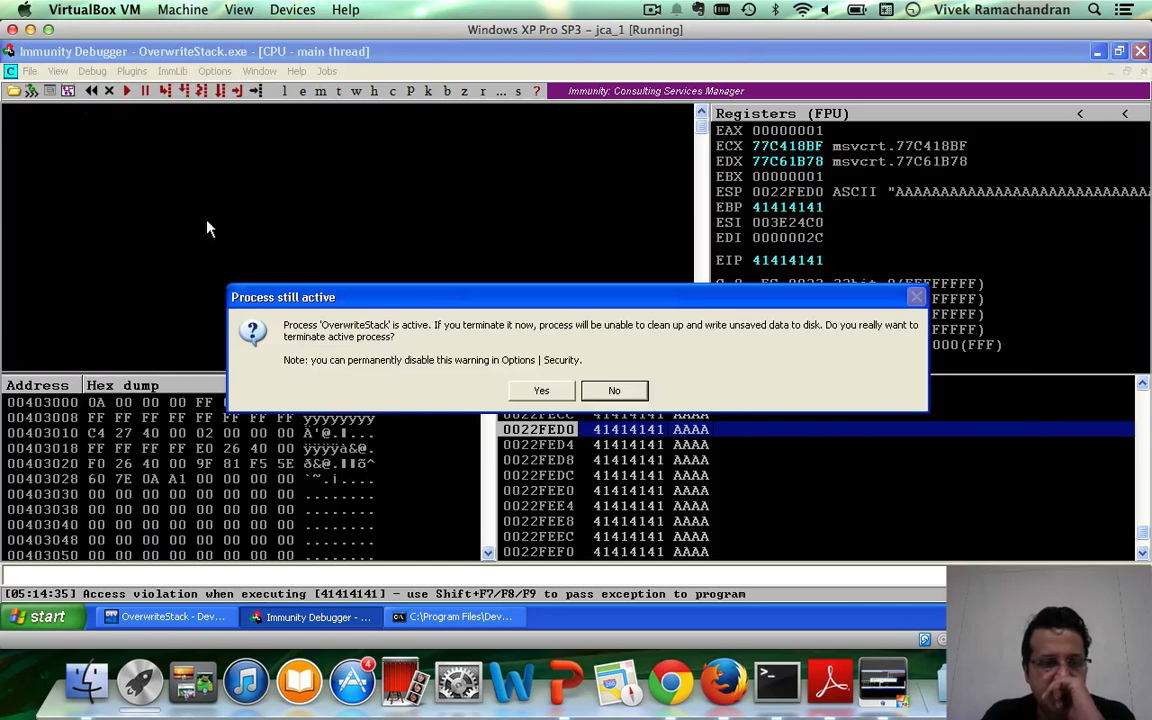 VirtualBox VM Machine View Devices Help Vivek Ramachandran
Windows XP Pro SP3 - jca_1 [Running]
Immunity Debugger - OverwriteStack.exe - [CPU - main thread]
C File View Debug Plugins ImmLib Options Window Help Jobs
l e m t w h c P k b z r ... s ? Immunity: Consulting Services Manager
Registers (FPU) < <
EAX 00000001
ECX 77C418BF msvcrt.77C418BF
EDX 77C61B78 msvcrt.77C61B78
EBX 00000001
ESP 0022FED0 ASCII "AAAAAAAAAAAAAAAAAAAAAAAAAAA
EBP 41414141
ESI 003E24C0
EDI 0000002C
EIP 41414141
(FFFFFFFF)
FFFFFFFF)
FFFFFFFF)
FFFFFFFF)
000(FFF)
Process still active
Process 'OverwriteStack' is active. If you terminate it now, process will be unable to clean up and write unsaved data to disk. Do you really want to
terminate active process?
Note: you can permanently disable this warning in Options | Security.
Yes No
Address Hex dump
00403000 0A 00 00 00 FF
00403008 FF FF FF FF FF FF FF FF ÿÿÿÿÿÿÿÿ
00403010 C4 27 40 00 02 00 00 00 Ä'@.
00403018 FF FF FF FF E0 26 40 00 ÿÿÿÿà&@.
00403020 F0 26 40 00 9F 81 F5 5E ð&@.
00403028 60 7E 0A A1 00 00 00 00 `~.¡....
00403030 00 00 00 00 00 00 00 00 ........
00403038 00 00 00 00 00 00 00 00 ........
00403040 00 00 00 00 00 00 00 00 ........
00403048 00 00 00 00 00 00 00 00 ........
00403050 00 00 00 00 00 00 00 00 ........
0022FECC 41414141 AAAA
0022FED0 41414141 AAAA
0022FED4 41414141 AAAA
0022FED8 41414141 AAAA
0022FEDC 41414141 AAAA
0022FEE0 41414141 AAAA
0022FEE4 41414141 AAAA
0022FEE8 41414141 AAAA
0022FEEC 41414141 AAAA
0022FEF0 41414141 AAAA
[05:14:35] Access violation when executing [41414141] - use Shift+F7/F8/F9 to pass exception to program
start OverwriteStack - Dev... Immunity Debugger - ... C:\Program Files\Dev...
4